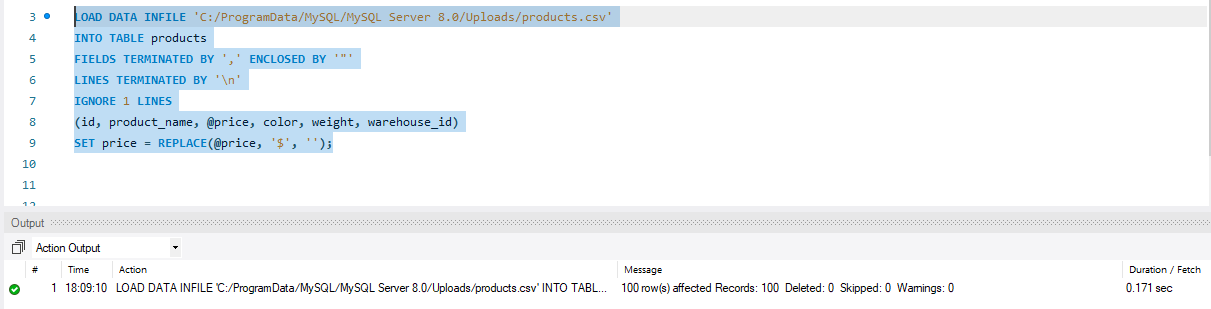 3 LOAD DATA INFILE 'C:/ProgramData/MySQL/MySQL Server 8.0/Uploads/products.csv'
4 INTO TABLE products
5 FIELDS TERMINATED BY ',' ENCLOSED BY '"'
6 LINES TERMINATED BY '\n'
7 IGNORE 1 LINES
8 (id, product_name, @price, color, weight, warehouse_id)
9 SET price = REPLACE(@price, '$', '');
10
11
12
Output
Action Output
# Time Action Message Duration / Fetch
1 18:09:10 LOAD DATA INFILE 'C:/ProgramData/MySQL/MySQL Server 8.0/Uploads/products.csv' INTO TABL... 100 row(s) affected Records: 100 Deleted: 0 Skipped: 0 Warnings: 0 0.171 sec